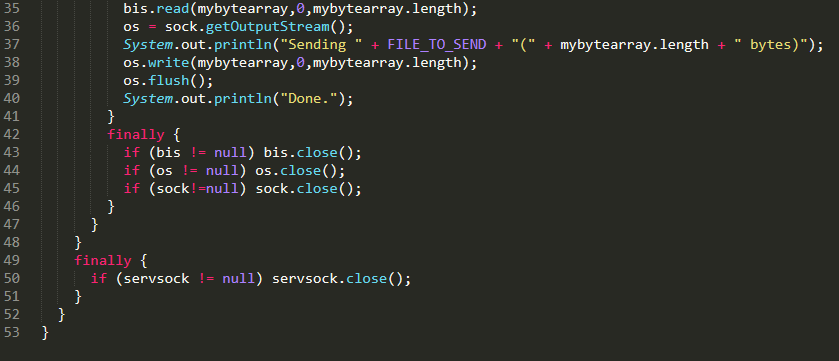 35 bis.read(mybytearray,0,mybytearray.length);
36 os = sock.getOutputStream();
37 System.out.println("Sending " + FILE_TO_SEND + "(" + mybytearray.length + " bytes)");
38 os.write(mybytearray,0,mybytearray.length);
39 os.flush();
40 System.out.println("Done.");
41 }
42 finally {
43 if (bis != null) bis.close();
44 if (os != null) os.close();
45 if (sock!=null) sock.close();
46 }
47 }
48 }
49 finally {
50 if (servsock != null) servsock.close();
51 }
52 }
53 }